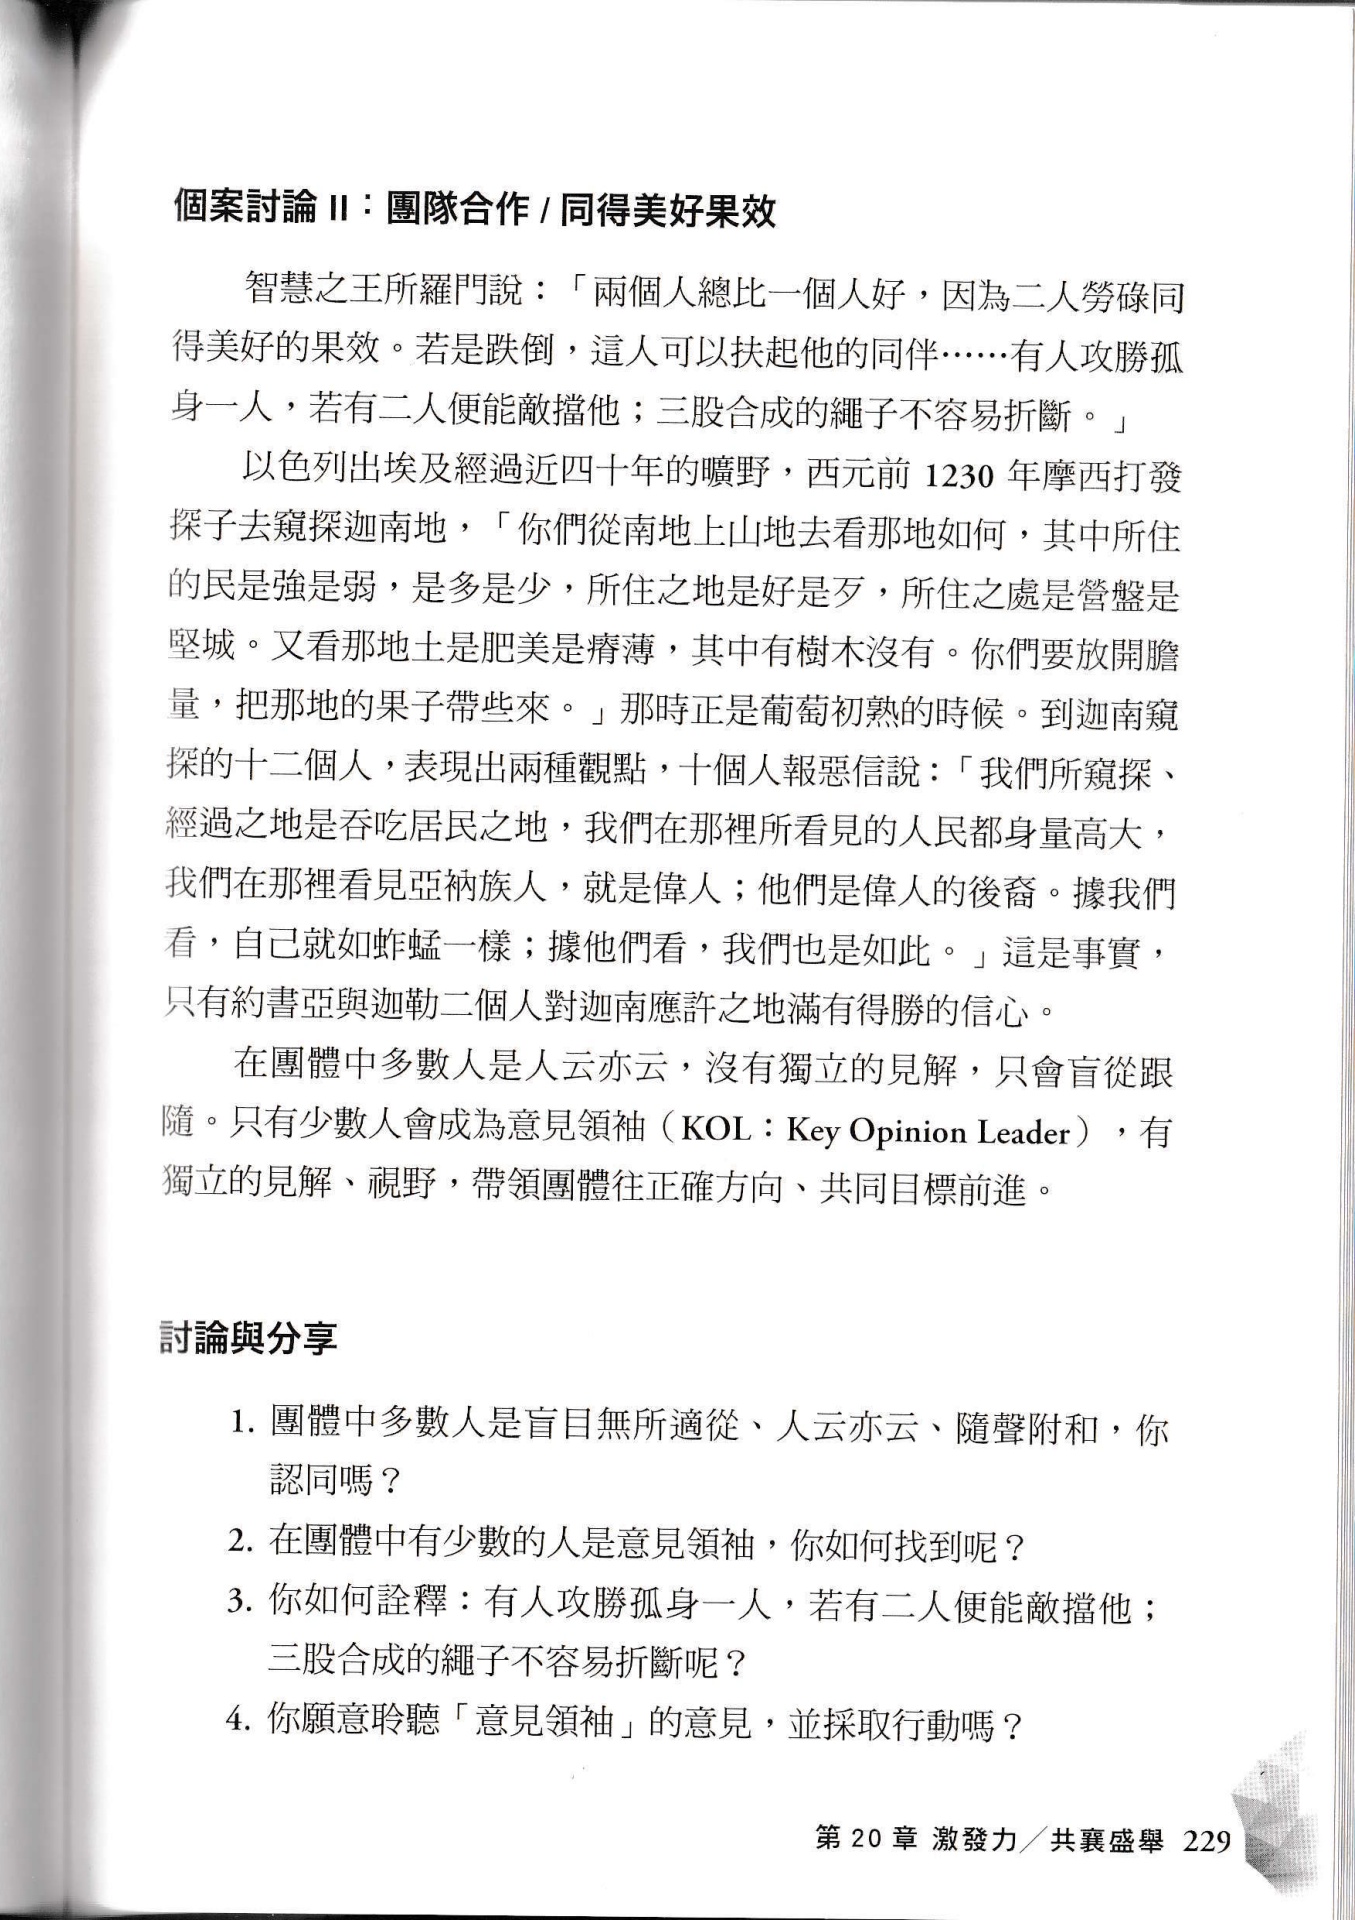 個案討論 II：團隊合作 / 同得美好果效
智慧之王所羅門說：「兩個人總比一個人好，因為二人勞碌同
得美好的果效。若是跌倒，這人可以扶起他的同伴……有人攻勝孤
身一人，若有二人便能敵擋他；三股合成的繩子不容易折斷。」
以色列出埃及經過近四十年的曠野，西元前 1230 年摩西打發
探子去窺探迦南地，「你們從南地上山地去看那地如何，其中所住
的民是強是弱，是多是少，所住之地是好是歹，所住之處是營盤是
堅城。又看那地土是肥美是瘠薄，其中有樹木沒有。你們要放開膽
量，把那地的果子帶些來。」那時正是葡萄初熟的時候。到迦南窺
探的十二個人，表現出兩種觀點，十個人報惡信說：「我們所窺探、
經過之地是吞吃居民之地，我們在那裡所看見的人民都身量高大，
我們在那裡看見亞衲族人，就是偉人；他們是偉人的後裔。據我們
看，自己就如蚱蜢一樣；據他們看，我們也是如此。」這是事實，
只有約書亞與迦勒二個人對迦南應許之地滿有得勝的信心。
在團體中多數人是人云亦云，沒有獨立的見解，只會盲從跟
隨。只有少數人會成為意見領袖（KOL：Key Opinion Leader），有
獨立的見解、視野，帶領團體往正確方向、共同目標前進。
討論與分享
1. 團體中多數人是盲目無所適從、人云亦云、隨聲附和，你
認同嗎？
2. 在團體中有少數的人是意見領袖，你如何找到呢？
3. 你如何詮釋：有人攻勝孤身一人，若有二人便能敵擋他；
三股合成的繩子不容易折斷呢？
4. 你願意聆聽「意見領袖」的意見，並採取行動嗎？
第 20 章 激發力／共襄盛舉 229